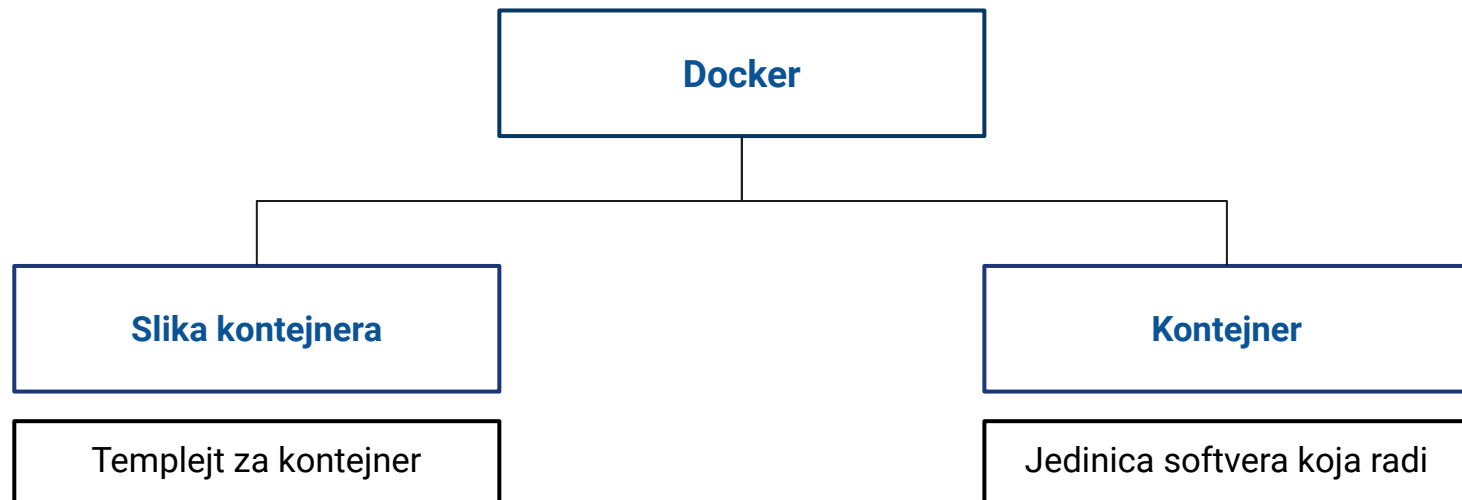 Docker
Slika kontejnera
Kontejner
Templejt za kontejner
Jedinica softvera koja radi